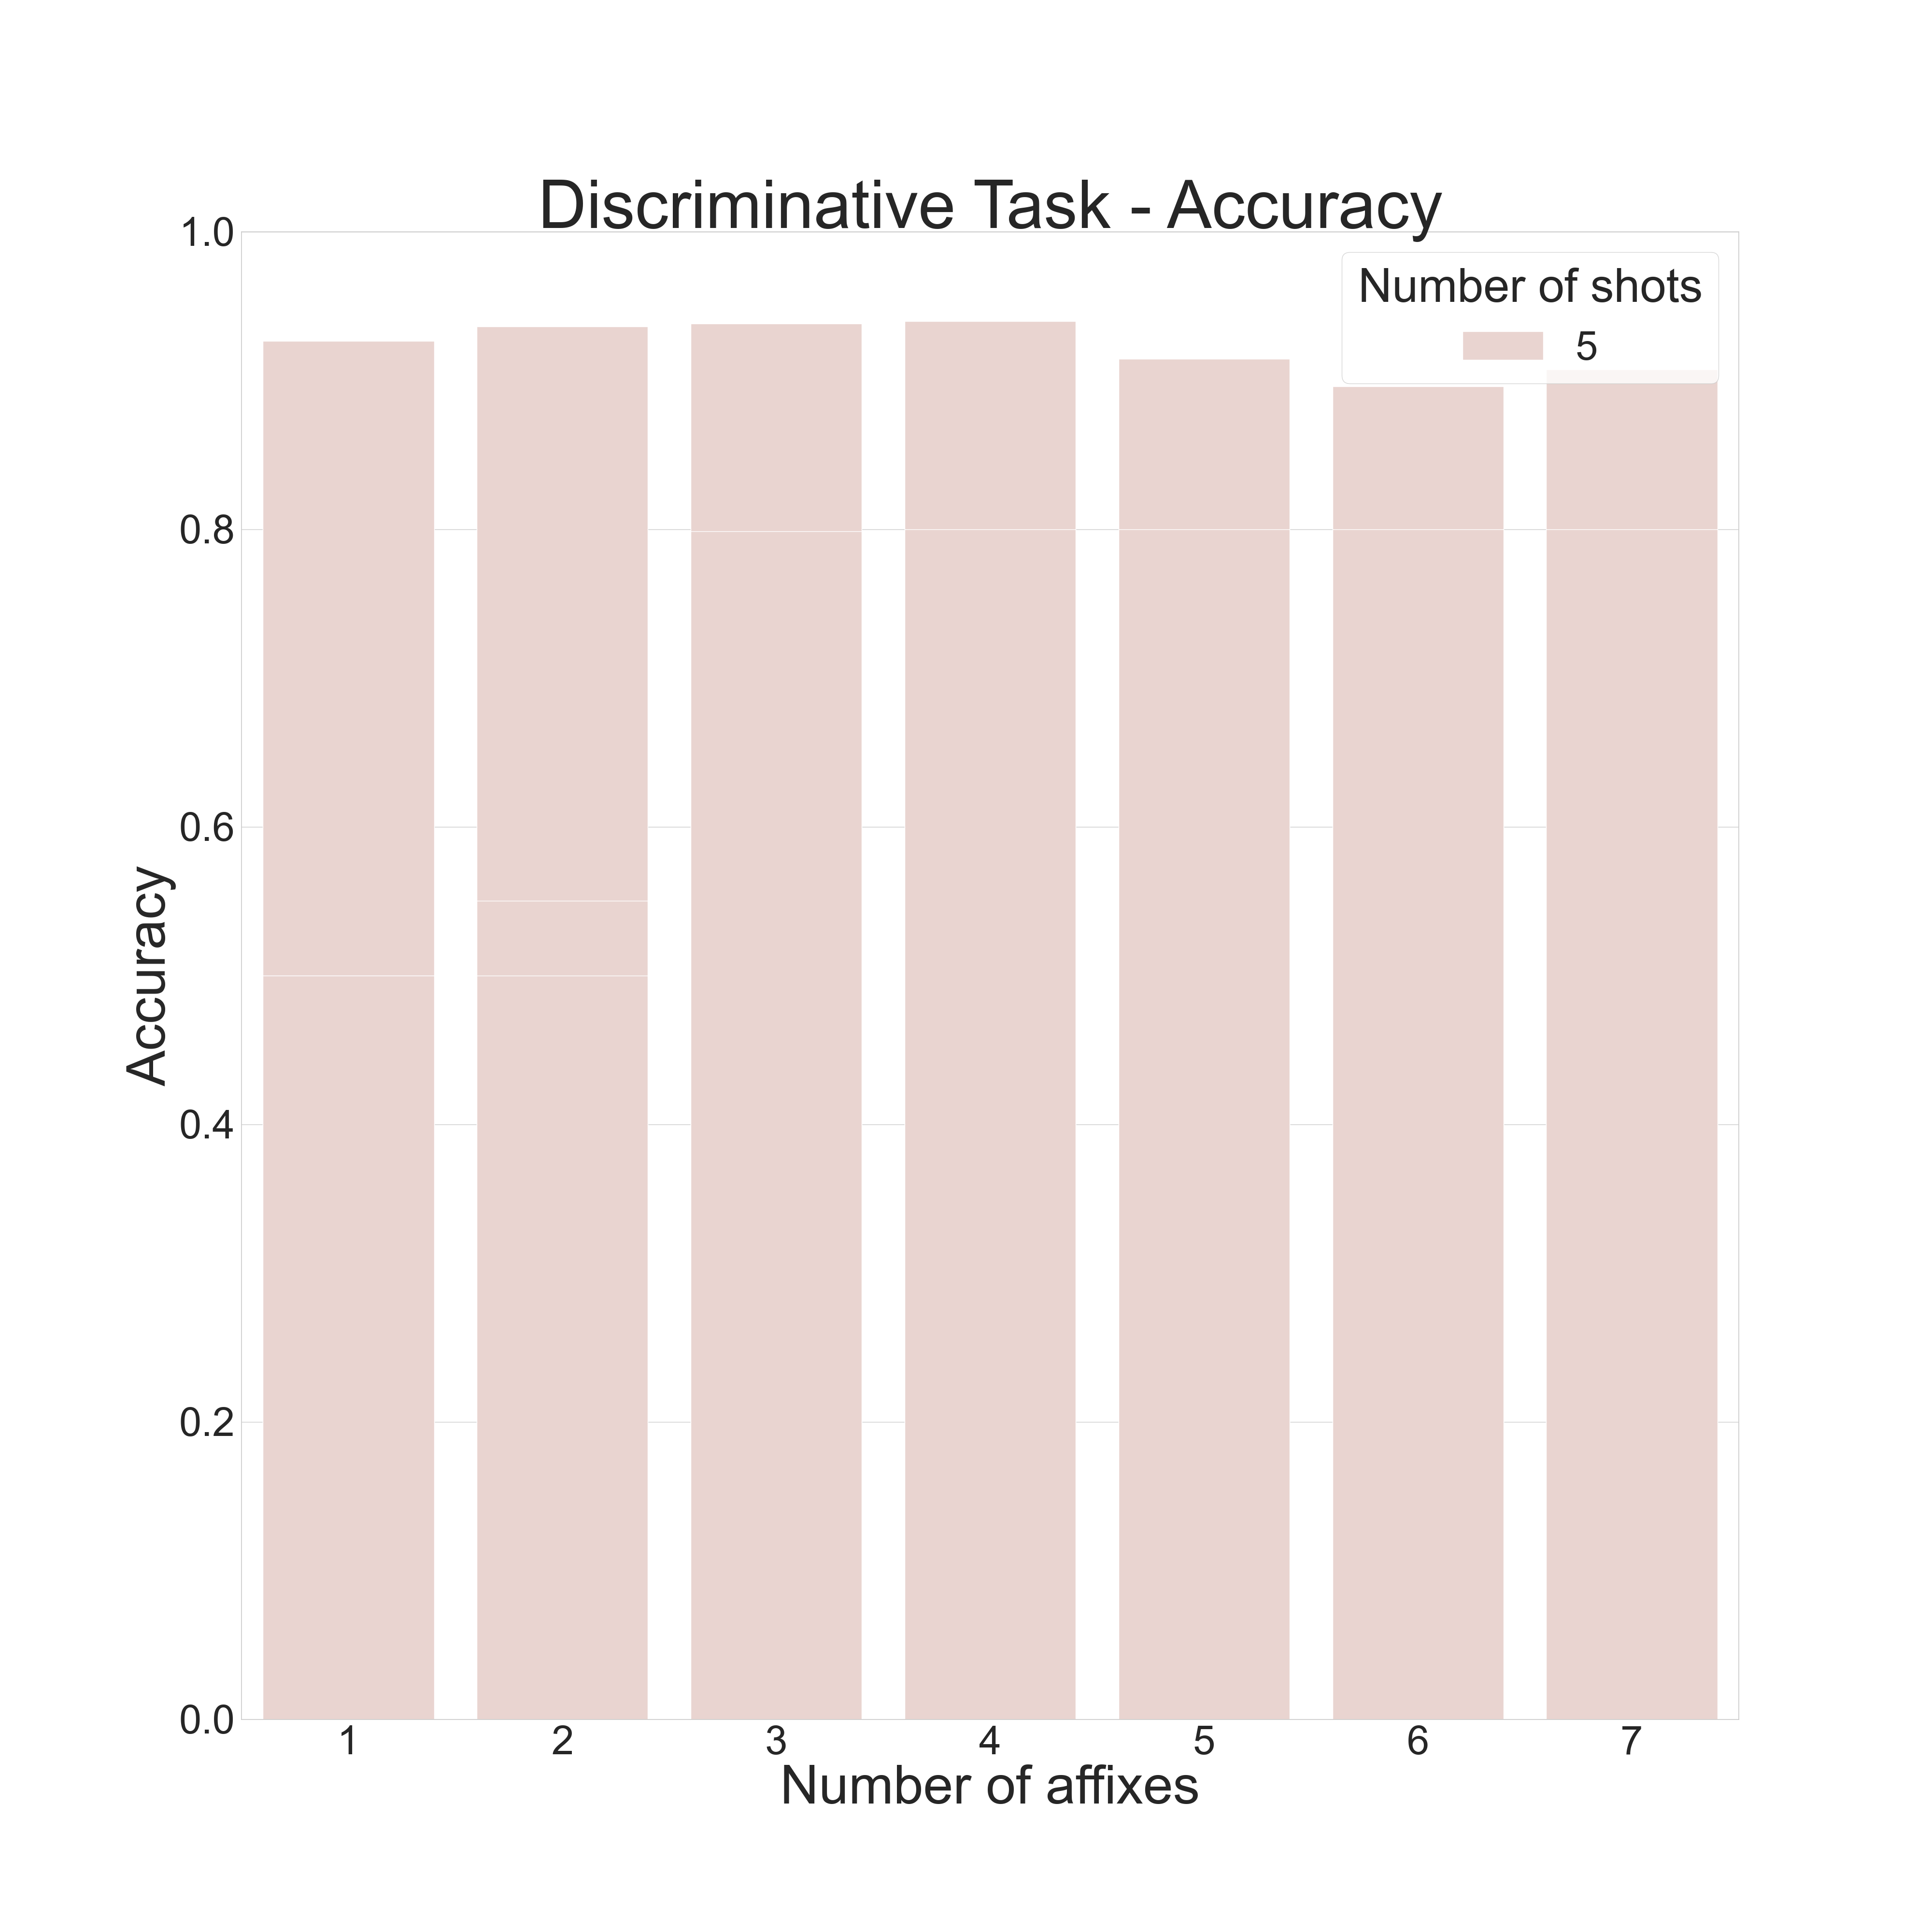 Discriminative Task - Accuracy
1.0
Number of shots
5
0.8
0.6
Accuracy
0.4
0.2
0.0
1 2 3 4 5 6 7
Number of affixes